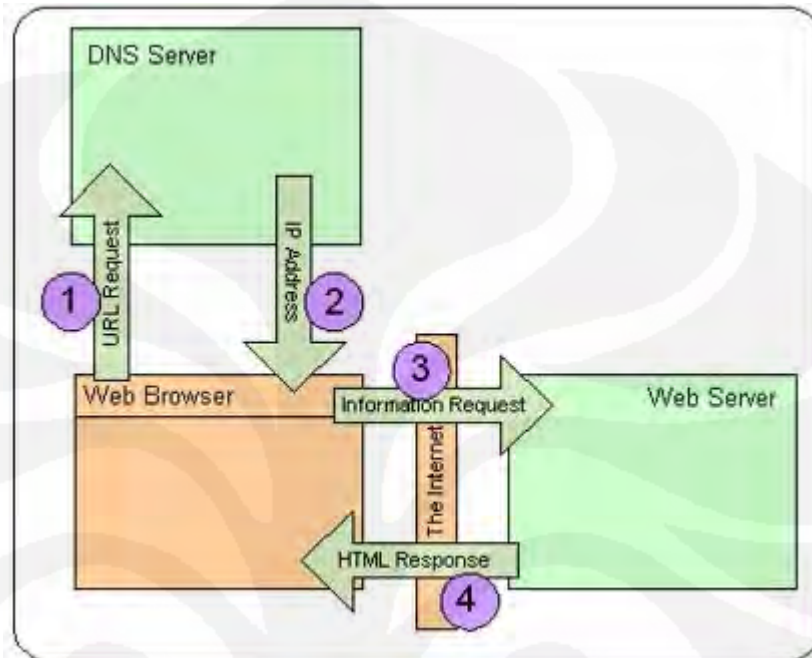 DNS Server
1
URL Request
IP Address
2
Web Browser
3
Information Request
Web Server
The Internet
HTML Response
4